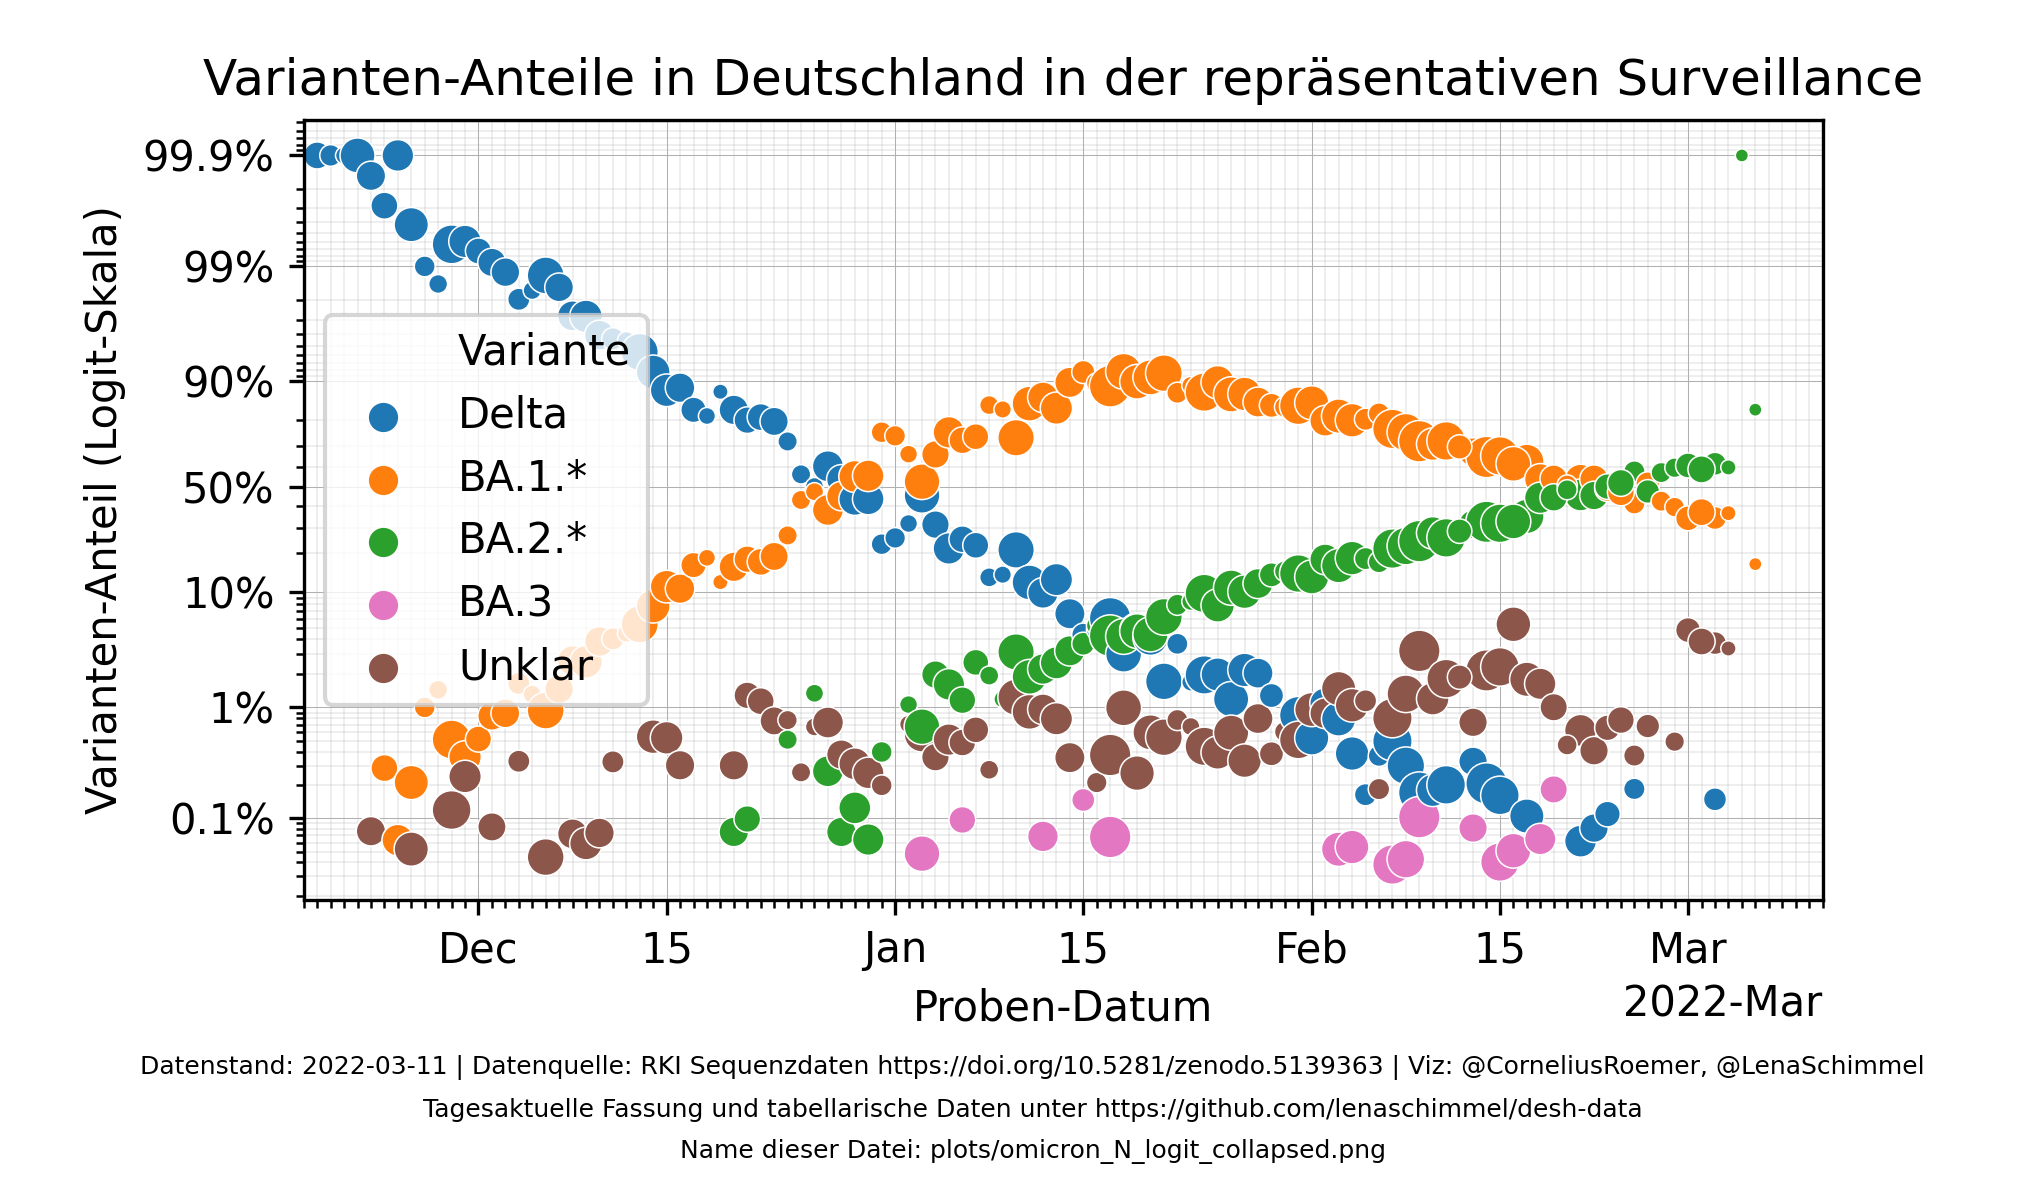 Varianten-Anteile in Deutschland in der repräsentativen Surveillance
Varianten-Anteil (Logit-Skala)
99.9%
99%
90%
50%
10%
1%
0.1%
Variante
Delta
BA.1.*
BA.2.*
BA.3
Unklar
Dec 15 Jan 15 Feb 15 Mar
Proben-Datum
2022-Mar
Datenstand: 2022-03-11 | Datenquelle: RKI Sequenzdaten https://doi.org/10.5281/zenodo.5139363 | Viz: @CorneliusRoemer, @LenaSchimmel
Tagesaktuelle Fassung und tabellarische Daten unter https://github.com/lenaschimmel/desh-data
Name dieser Datei: plots/omicron_N_logit_collapsed.png